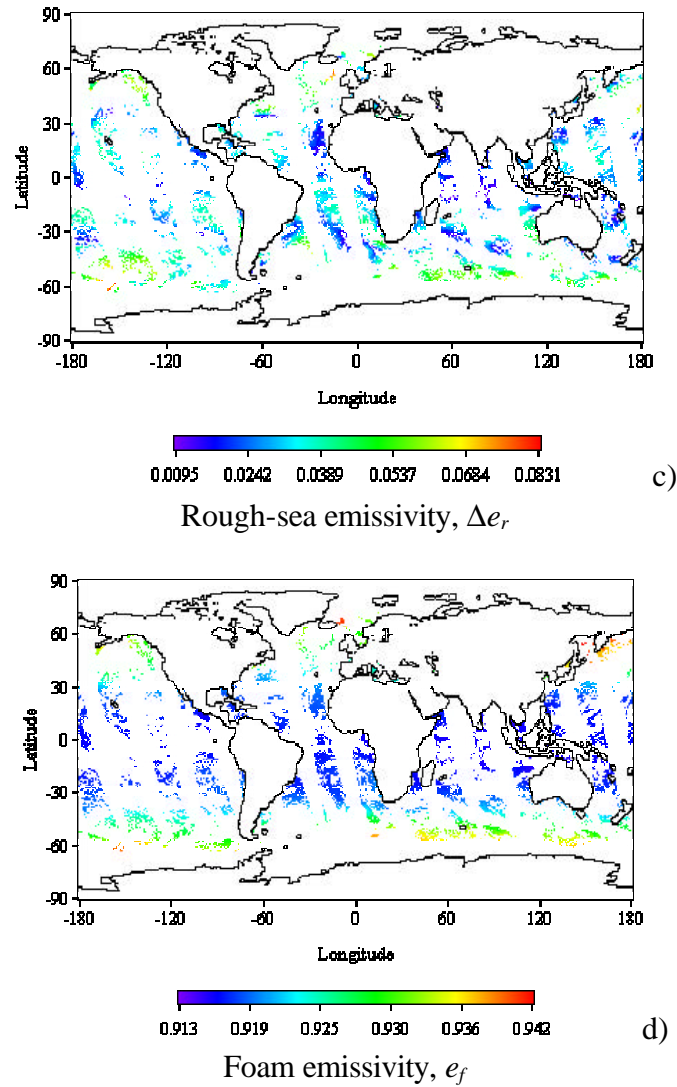 90
60
30
0
-30
-60
-90
Latitude
-180 -120 -60 0 60 120 180
Longitude
0.0095 0.0242 0.0389 0.0537 0.0684 0.0831
c)
Rough-sea emissivity, Δe_r
90
60
30
0
-30
-60
-90
Latitude
-180 -120 -60 0 60 120 180
Longitude
0.913 0.919 0.925 0.930 0.936 0.942
d)
Foam emissivity, e_f